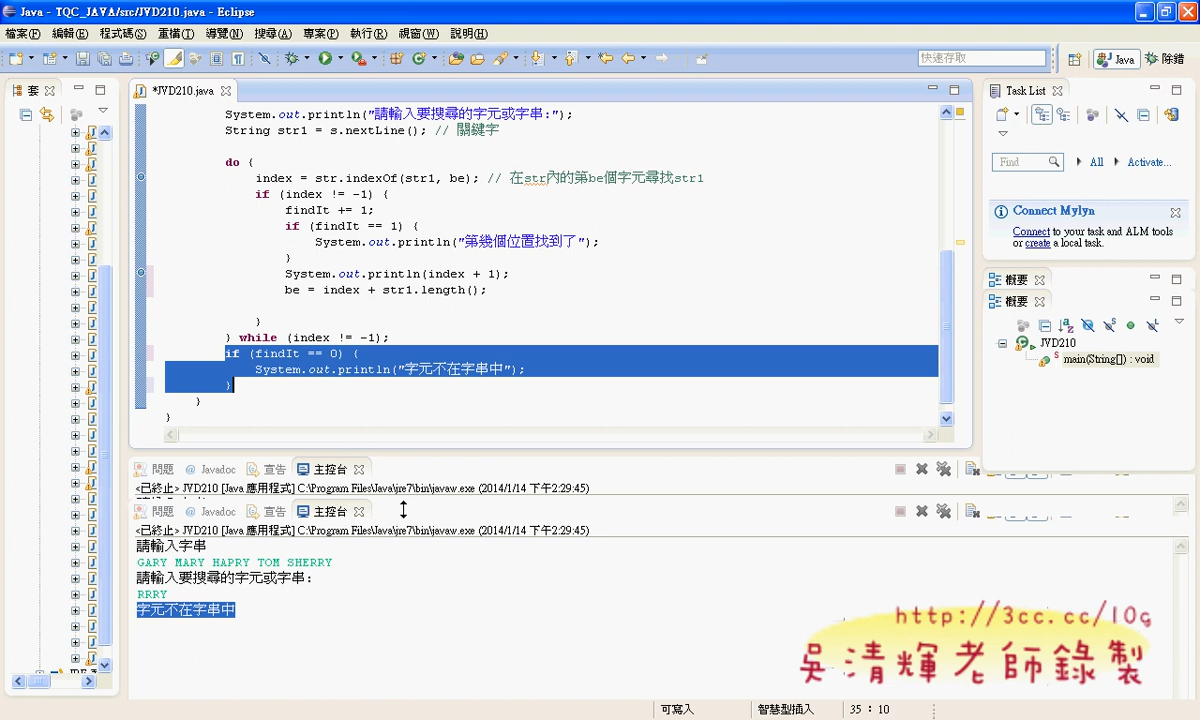 Java - TQC_JAVA/src/JVD210.java - Eclipse
檔案(F) 編輯(E) 程式碼(S) 重構(T) 導覽(N) 搜尋(A) 專案(P) 執行(R) 視窗(W) 說明(H)
快速存取 Java 除錯
套 *JVD210.java Task List
System.out.println("請輸入要搜尋的字元或字串:");
String str1 = s.nextLine(); // 關鍵字
do {
index = str.indexOf(str1, be); // 在str內的第be個字元尋找str1
if (index != -1) {
findIt += 1;
if (findIt == 1) {
System.out.println("第幾個位置找到了");
}
System.out.println(index + 1);
be = index + str1.length();
}
} while (index != -1);
if (findIt == 0) {
System.out.println("字元不在字串中");
}
}
}
Find All Activate...
Connect Mylyn
Connect to your task and ALM tools
or create a local task.
概要
概要
JVD210
main(String[]) : void
問題 Javadoc 宣告 主控台
<已終止> JVD210 [Java 應用程式] C:\Program Files\Java\jre7\bin\javaw.exe (2014/1/14 下午2:29:45)
問題 Javadoc 宣告 主控台
<已終止> JVD210 [Java 應用程式] C:\Program Files\Java\jre7\bin\javaw.exe (2014/1/14 下午2:29:45)
請輸入字串
GARY MARY HAPRY TOM SHERRY
請輸入要搜尋的字元或字串:
RRRY
字元不在字串中
http://3cc.cc/10g
吳清輝老師錄製
可寫入 智慧型插入 35 : 10